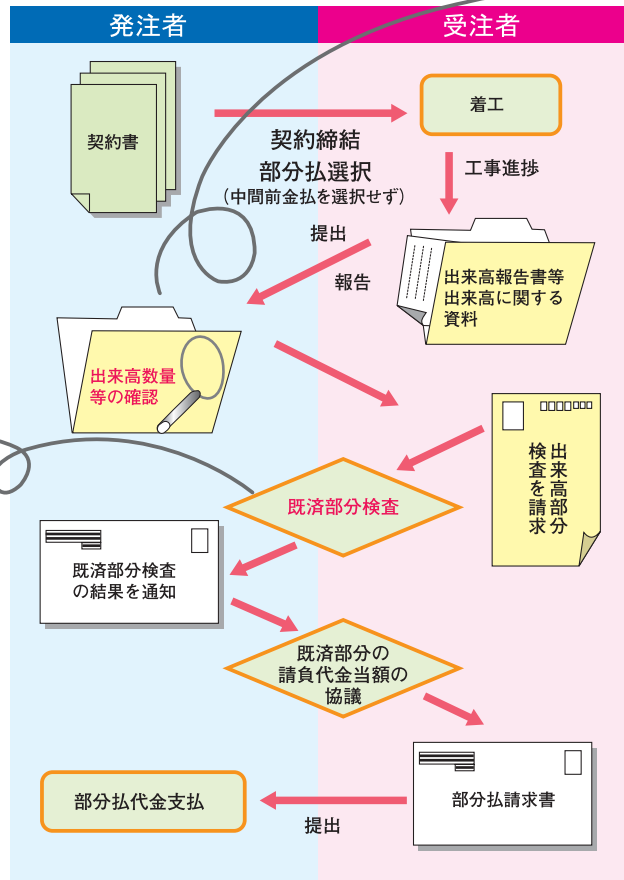 発注者
受注者
契約書
着工
契約締結
部分払選択
（中間前金払を選択せず）
工事進捗
提出
報告
出来高報告書等
出来高に関する
資料
出来高数量
等の確認
出来高部分
検査を請求
既済部分検査
既済部分検査
の結果を通知
既済部分の
請負代金当額の
協議
部分払請求書
提出
部分払代金支払